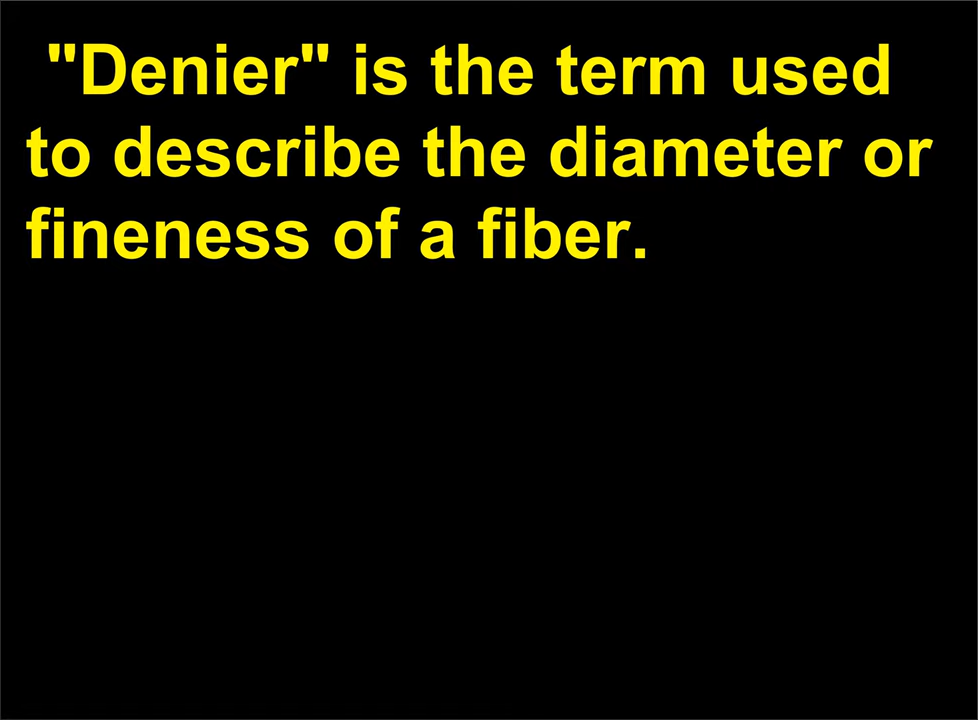 "Denier" is the term used
to describe the diameter or
fineness of a fiber.